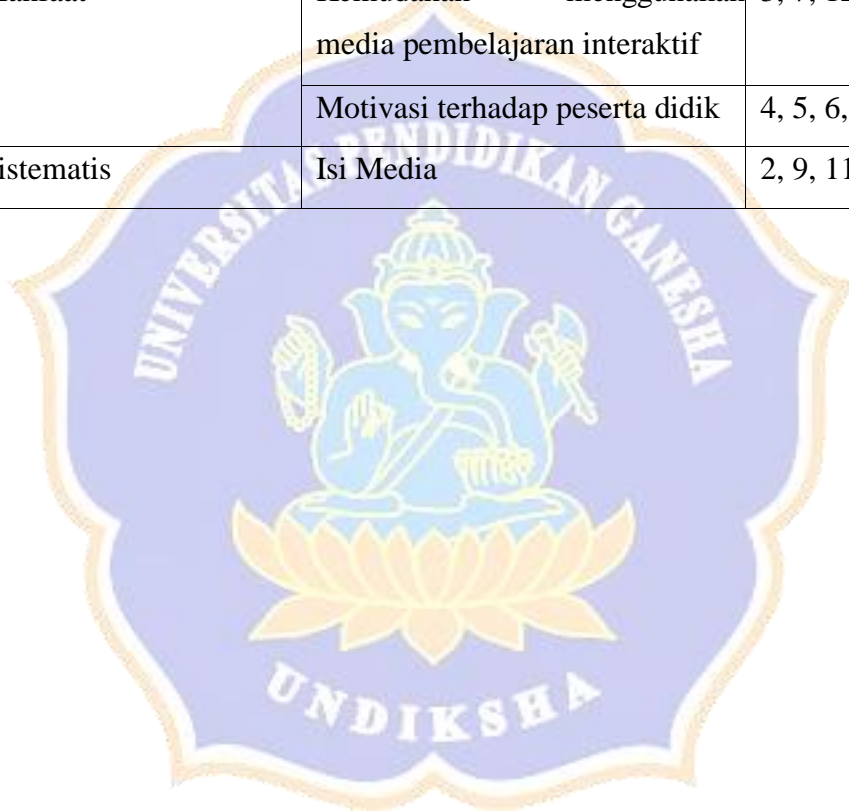 media pembelajaran interaktif
Motivasi terhadap peserta didik 4, 5, 6,
istematis Isi Media 2, 9, 11
UNIVERSITAS PENDIDIKAN GANESHA
UNDIKSHA